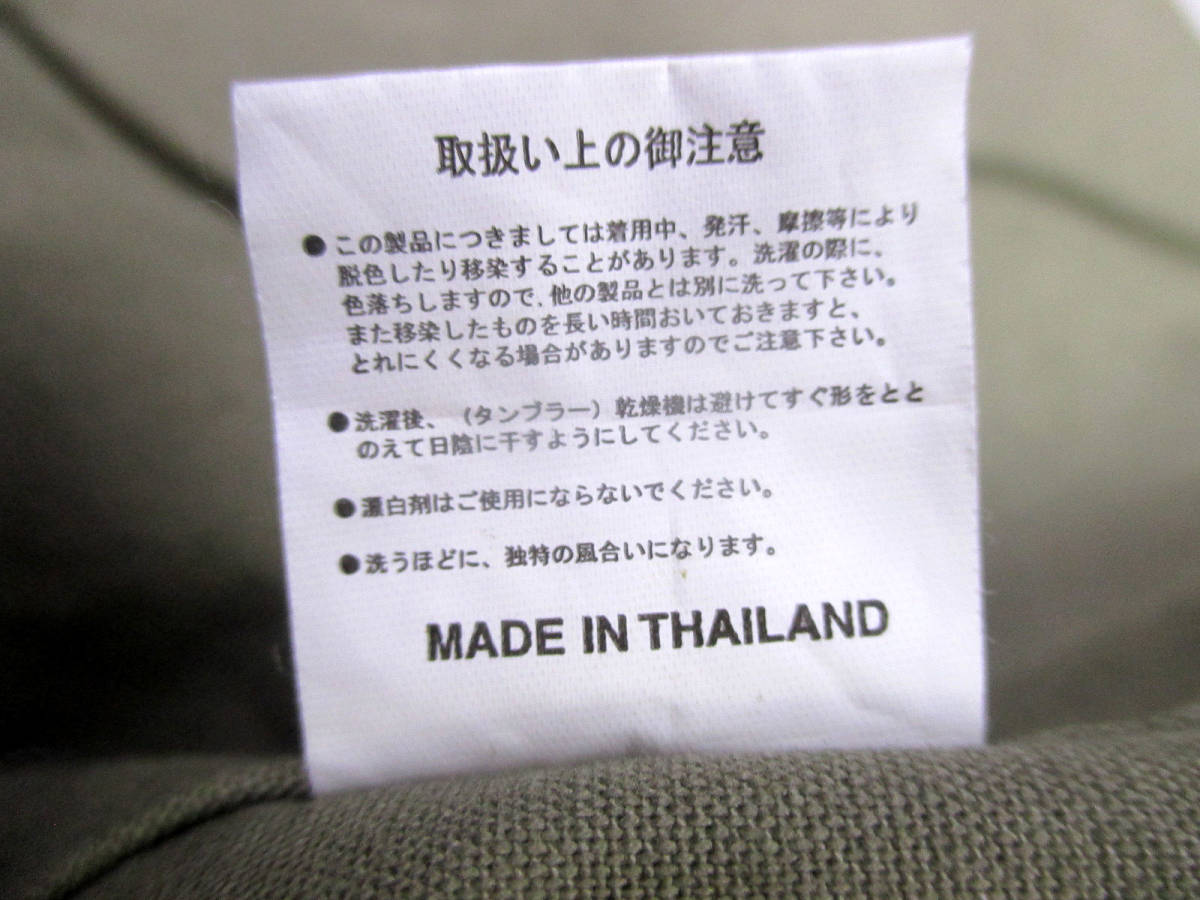 取扱い上の御注意
●この製品につきましては着用中、発汗、摩擦等により
脱色したり移染することがあります。洗濯の際に、
色落ちしますので、他の製品とは別に洗って下さい。
また移染したものを長い時間おいておきますと、
とれにくくなる場合がありますのでご注意下さい。
●洗濯後、(タンブラー)乾燥機は避けてすぐ形をとと
のえて日陰に干すようにしてください。
●漂白剤はご使用にならないでください。
●洗うほどに、独特の風合いになります。
MADE IN THAILAND